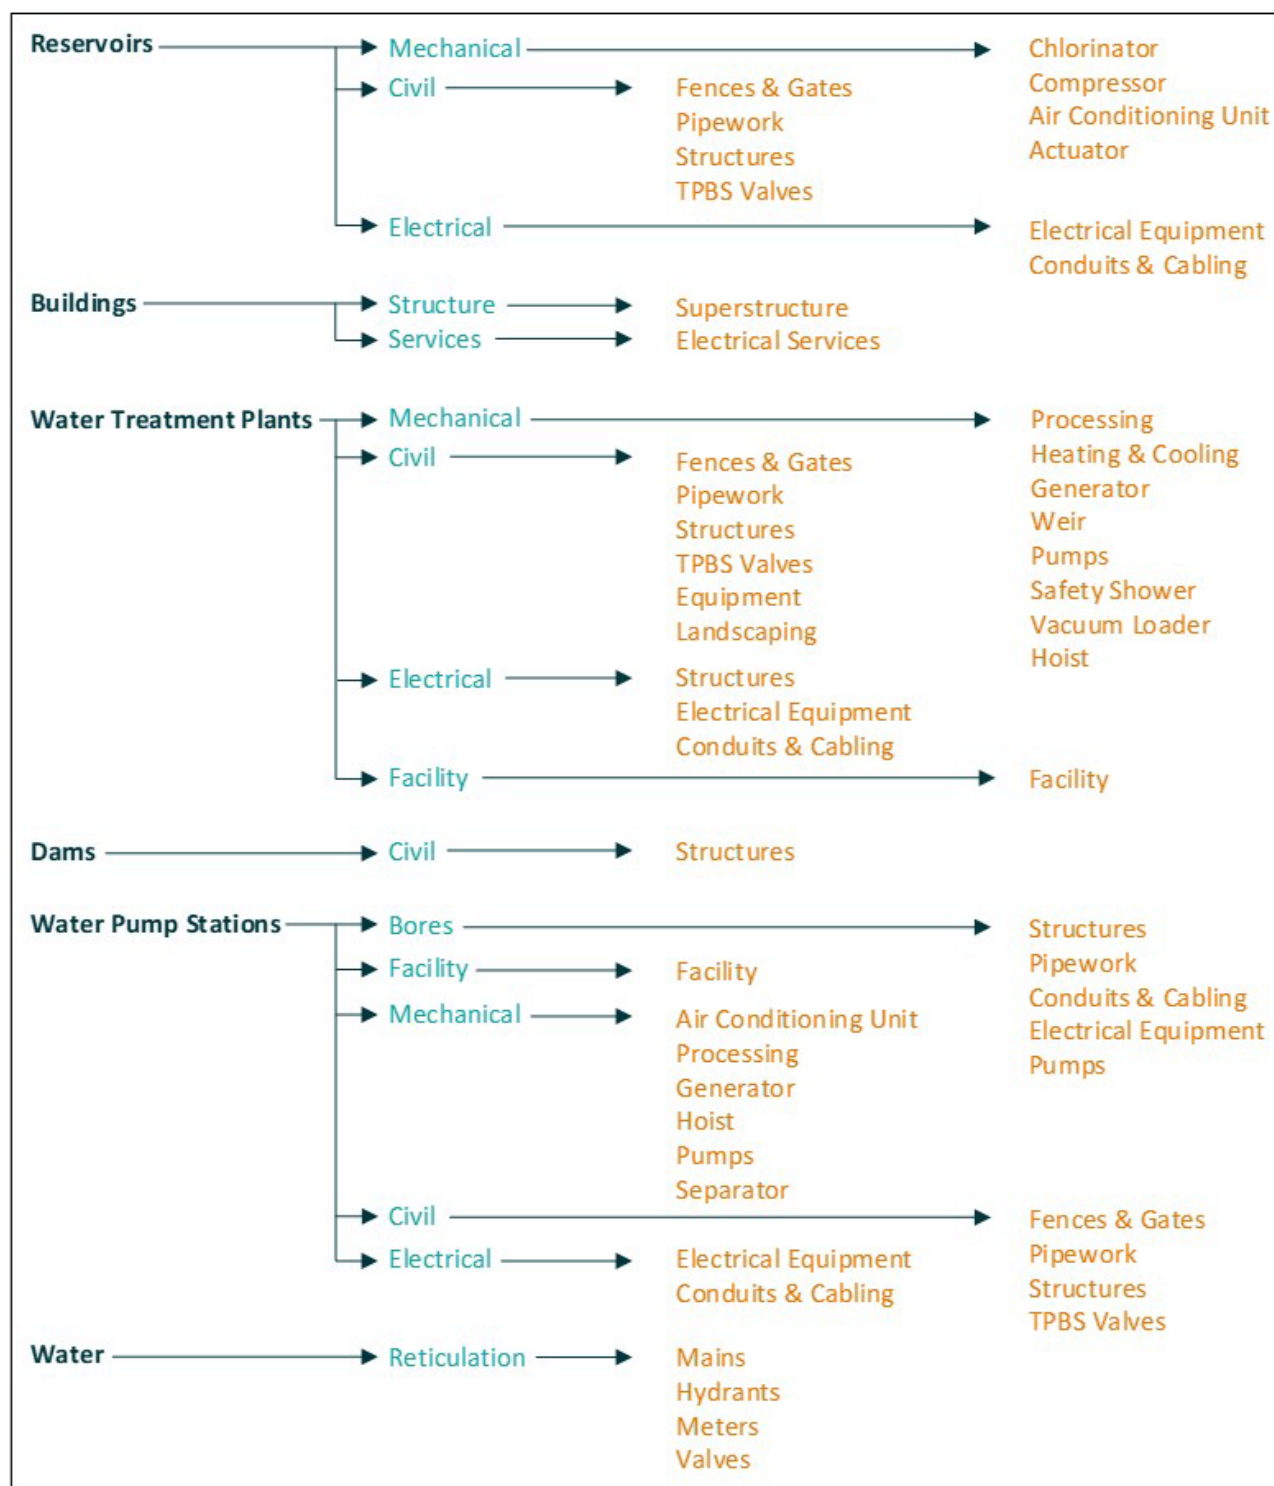 Reservoirs
Mechanical
Chlorinator
Compressor
Air Conditioning Unit
Actuator
Civil
Fences & Gates
Pipework
Structures
TPBS Valves
Electrical
Electrical Equipment
Conduits & Cabling
Buildings
Structure
Superstructure
Services
Electrical Services
Water Treatment Plants
Mechanical
Processing
Heating & Cooling
Generator
Weir
Pumps
Safety Shower
Vacuum Loader
Hoist
Civil
Fences & Gates
Pipework
Structures
TPBS Valves
Equipment
Landscaping
Electrical
Structures
Electrical Equipment
Conduits & Cabling
Facility
Facility
Dams
Civil
Structures
Water Pump Stations
Bores
Structures
Pipework
Conduits & Cabling
Electrical Equipment
Pumps
Facility
Facility
Mechanical
Air Conditioning Unit
Processing
Generator
Hoist
Pumps
Separator
Civil
Fences & Gates
Pipework
Structures
TPBS Valves
Electrical
Electrical Equipment
Conduits & Cabling
Water
Reticulation
Mains
Hydrants
Meters
Valves